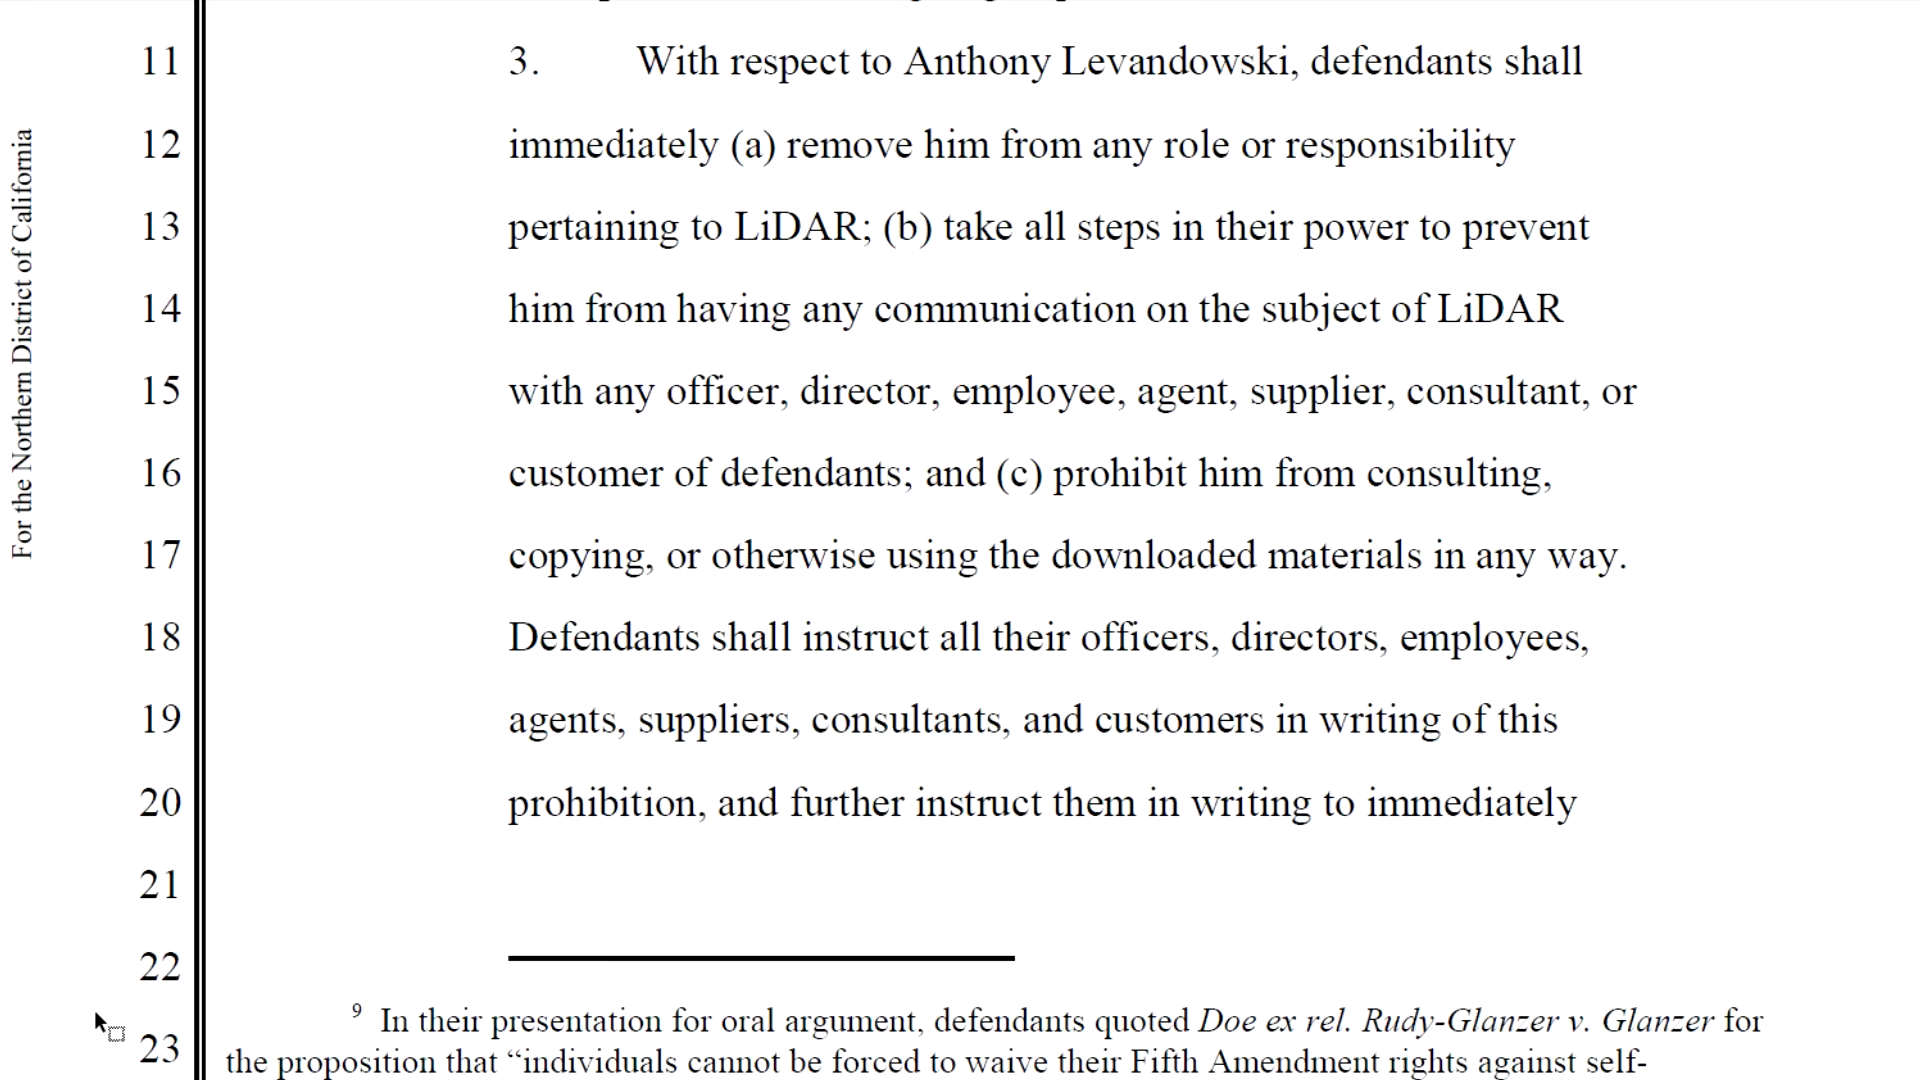 For the Northern District of California
11 3. With respect to Anthony Levandowski, defendants shall
12 immediately (a) remove him from any role or responsibility
13 pertaining to LiDAR; (b) take all steps in their power to prevent
14 him from having any communication on the subject of LiDAR
15 with any officer, director, employee, agent, supplier, consultant, or
16 customer of defendants; and (c) prohibit him from consulting,
17 copying, or otherwise using the downloaded materials in any way.
18 Defendants shall instruct all their officers, directors, employees,
19 agents, suppliers, consultants, and customers in writing of this
20 prohibition, and further instruct them in writing to immediately
21
22
9 In their presentation for oral argument, defendants quoted Doe ex rel. Rudy-Glanzer v. Glanzer for
23 the proposition that “individuals cannot be forced to waive their Fifth Amendment rights against self-